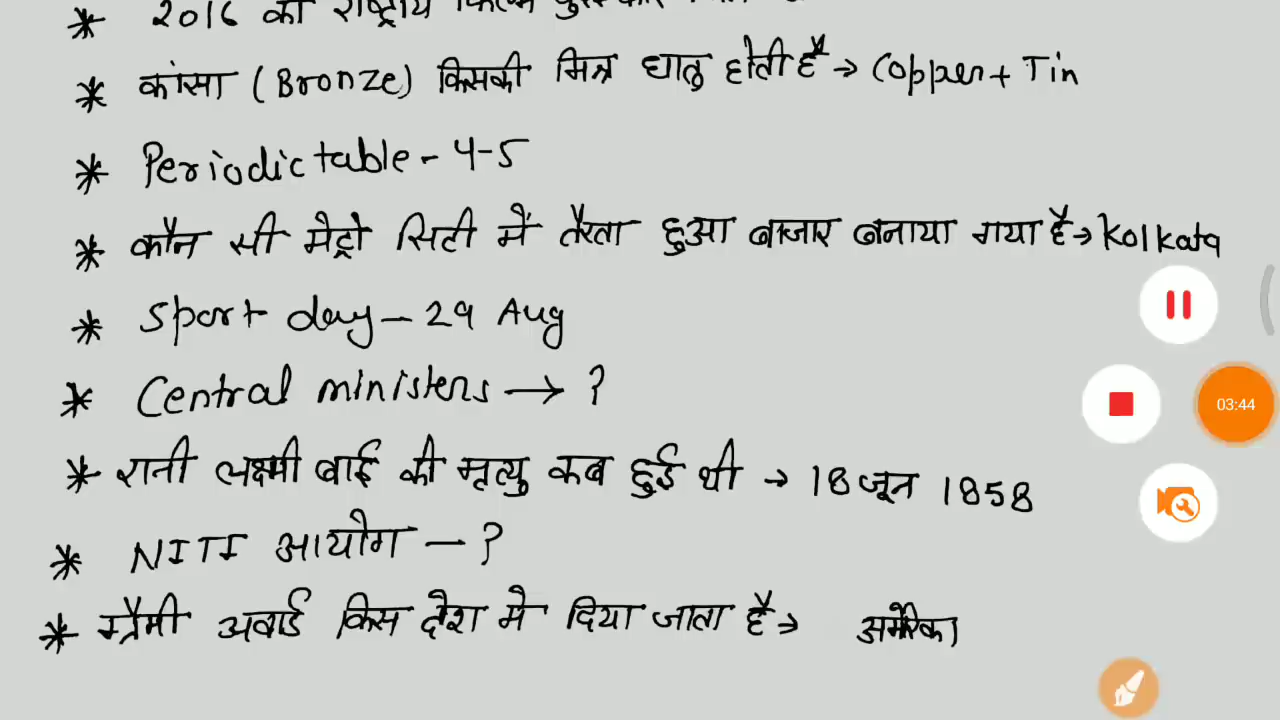 * 2016 का राष्ट्रीय फिल्म पुरस्कार
* कांसा (Bronze) किसकी मिश्र धातु होती है → Copper + Tin
* Periodic table - 4-5
* कौन सी मेट्रो सिटी में तैरता हुआ बाजार बनाया गया है → Kolkata
* Sport day - 29 Aug
* Central ministers → ?
* रानी लक्ष्मी बाई की मृत्यु कब हुई थी → 18 जून 1858
* NITI आयोग - ?
* ग्रैमी अवार्ड किस देश में दिया जाता है → अमेरिका
03:44